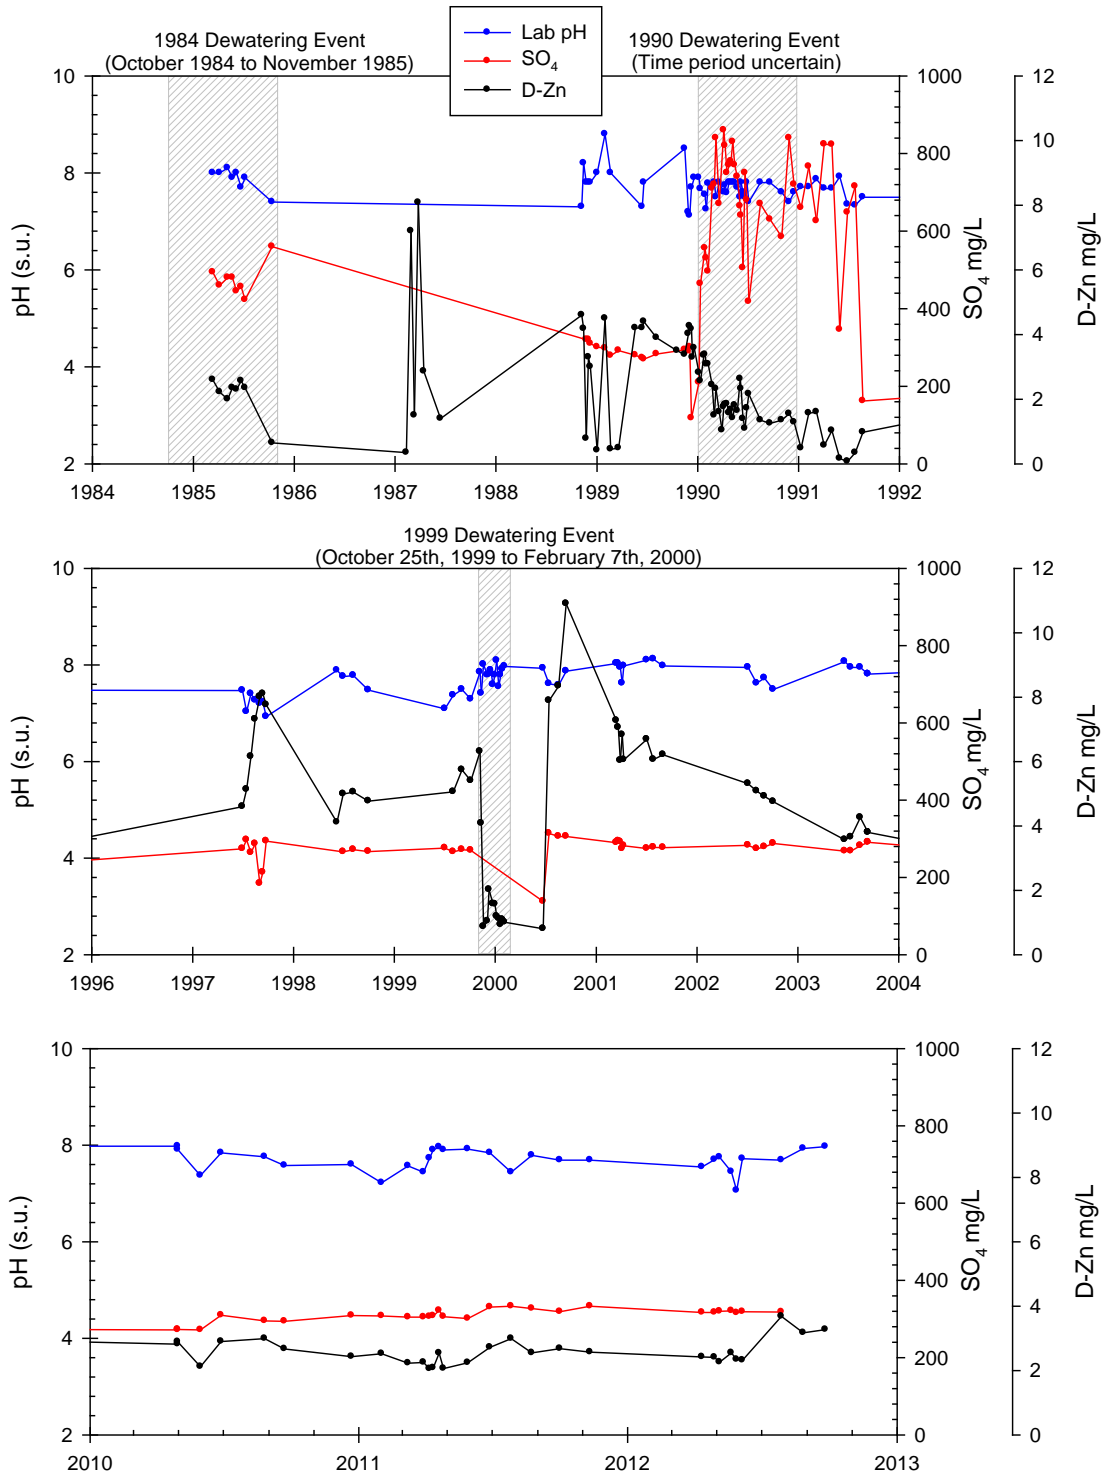 1984 Dewatering Event
(October 1984 to November 1985)
Lab pH
SO₄
D-Zn
1990 Dewatering Event
(Time period uncertain)
10
8
6
4
2
pH (s.u.)
1000
800
600
400
200
0
SO₄ mg/L
12
10
8
6
4
2
0
D-Zn mg/L
1984 1985 1986 1987 1988 1989 1990 1991 1992
1999 Dewatering Event
(October 25th, 1999 to February 7th, 2000)
10
8
6
4
2
pH (s.u.)
1000
800
600
400
200
0
SO₄ mg/L
12
10
8
6
4
2
0
D-Zn mg/L
1996 1997 1998 1999 2000 2001 2002 2003 2004
10
8
6
4
2
pH (s.u.)
1000
800
600
400
200
0
SO₄ mg/L
12
10
8
6
4
2
0
D-Zn mg/L
2010 2011 2012 2013